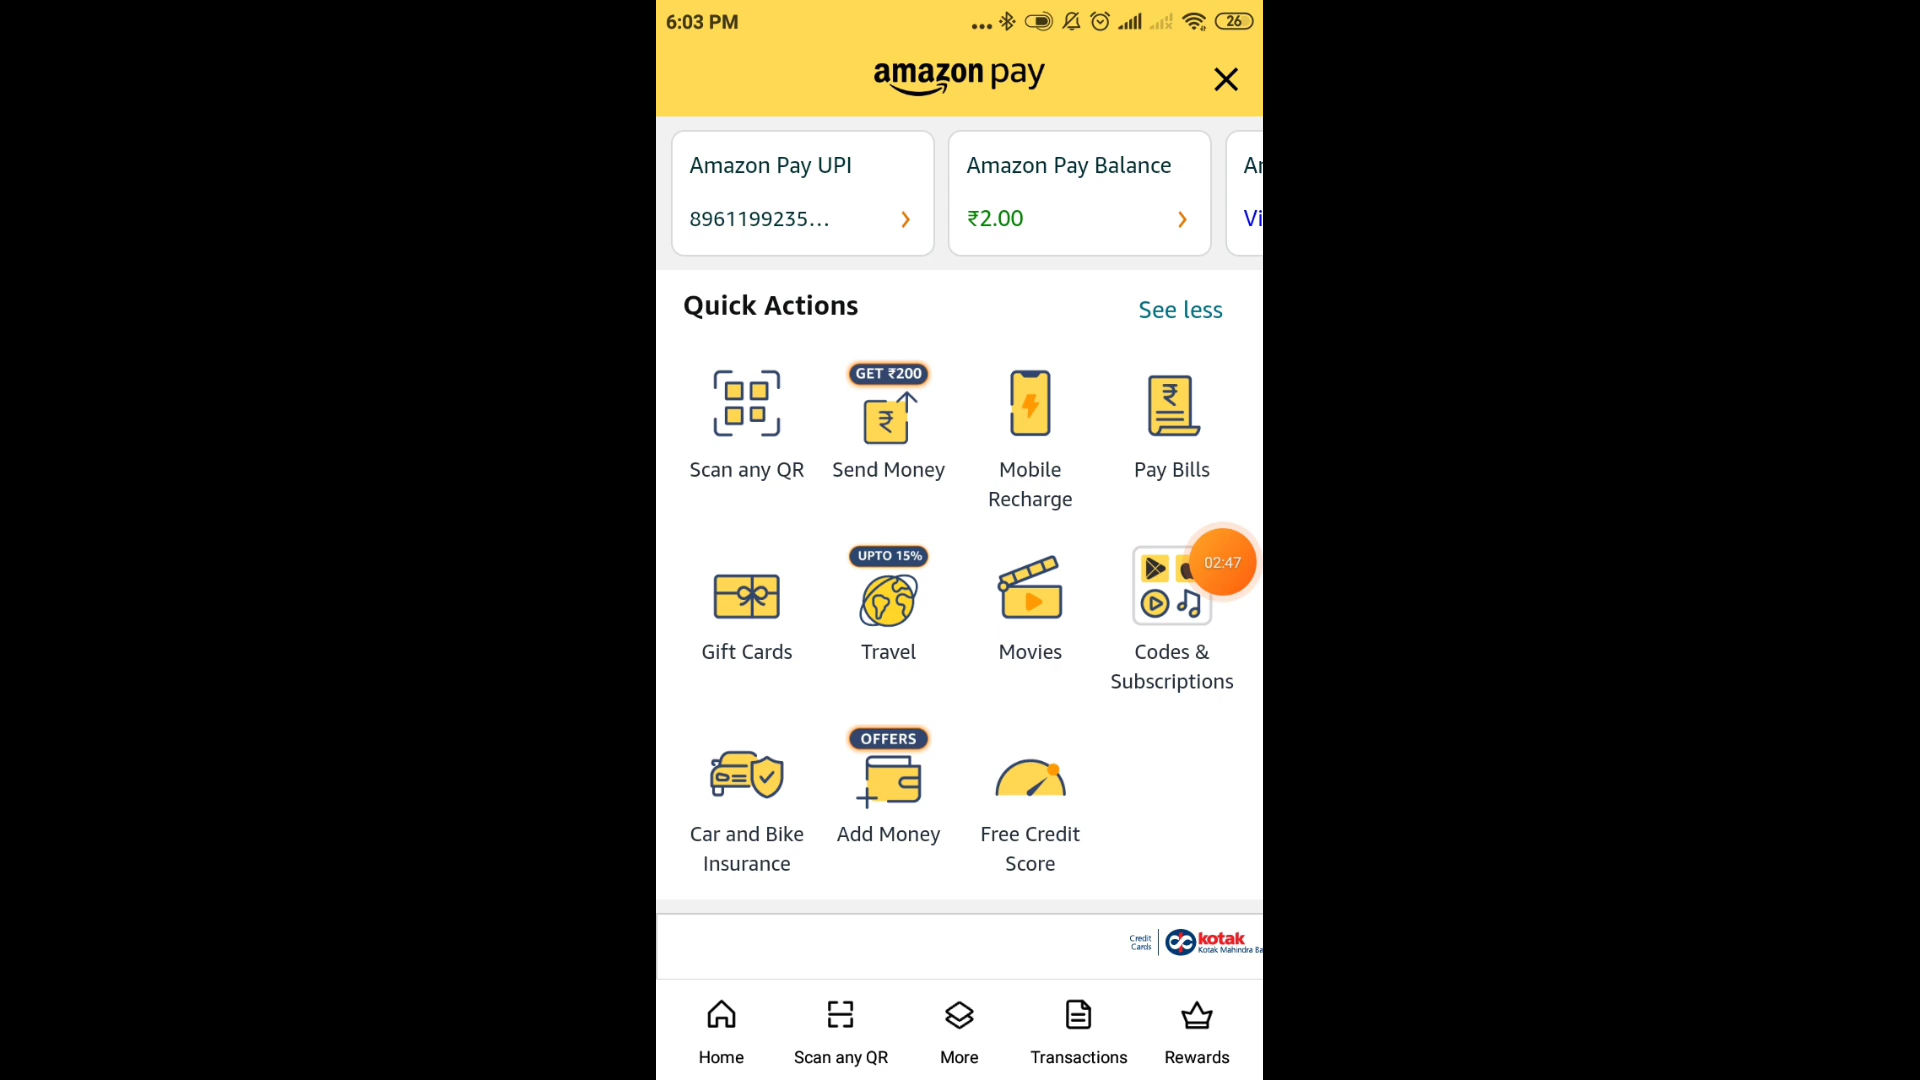 6:03 PM
26
amazon pay
Amazon Pay UPI
8961199235...
Amazon Pay Balance
₹2.00
Quick Actions
See less
Scan any QR
GET ₹200
Send Money
Mobile
Recharge
Pay Bills
Gift Cards
UPTO 15%
Travel
Movies
02:47
Codes &
Subscriptions
Car and Bike
Insurance
OFFERS
Add Money
Free Credit
Score
Credit
Cards
kotak
Kotak Mahindra
Home
Scan any QR
More
Transactions
Rewards